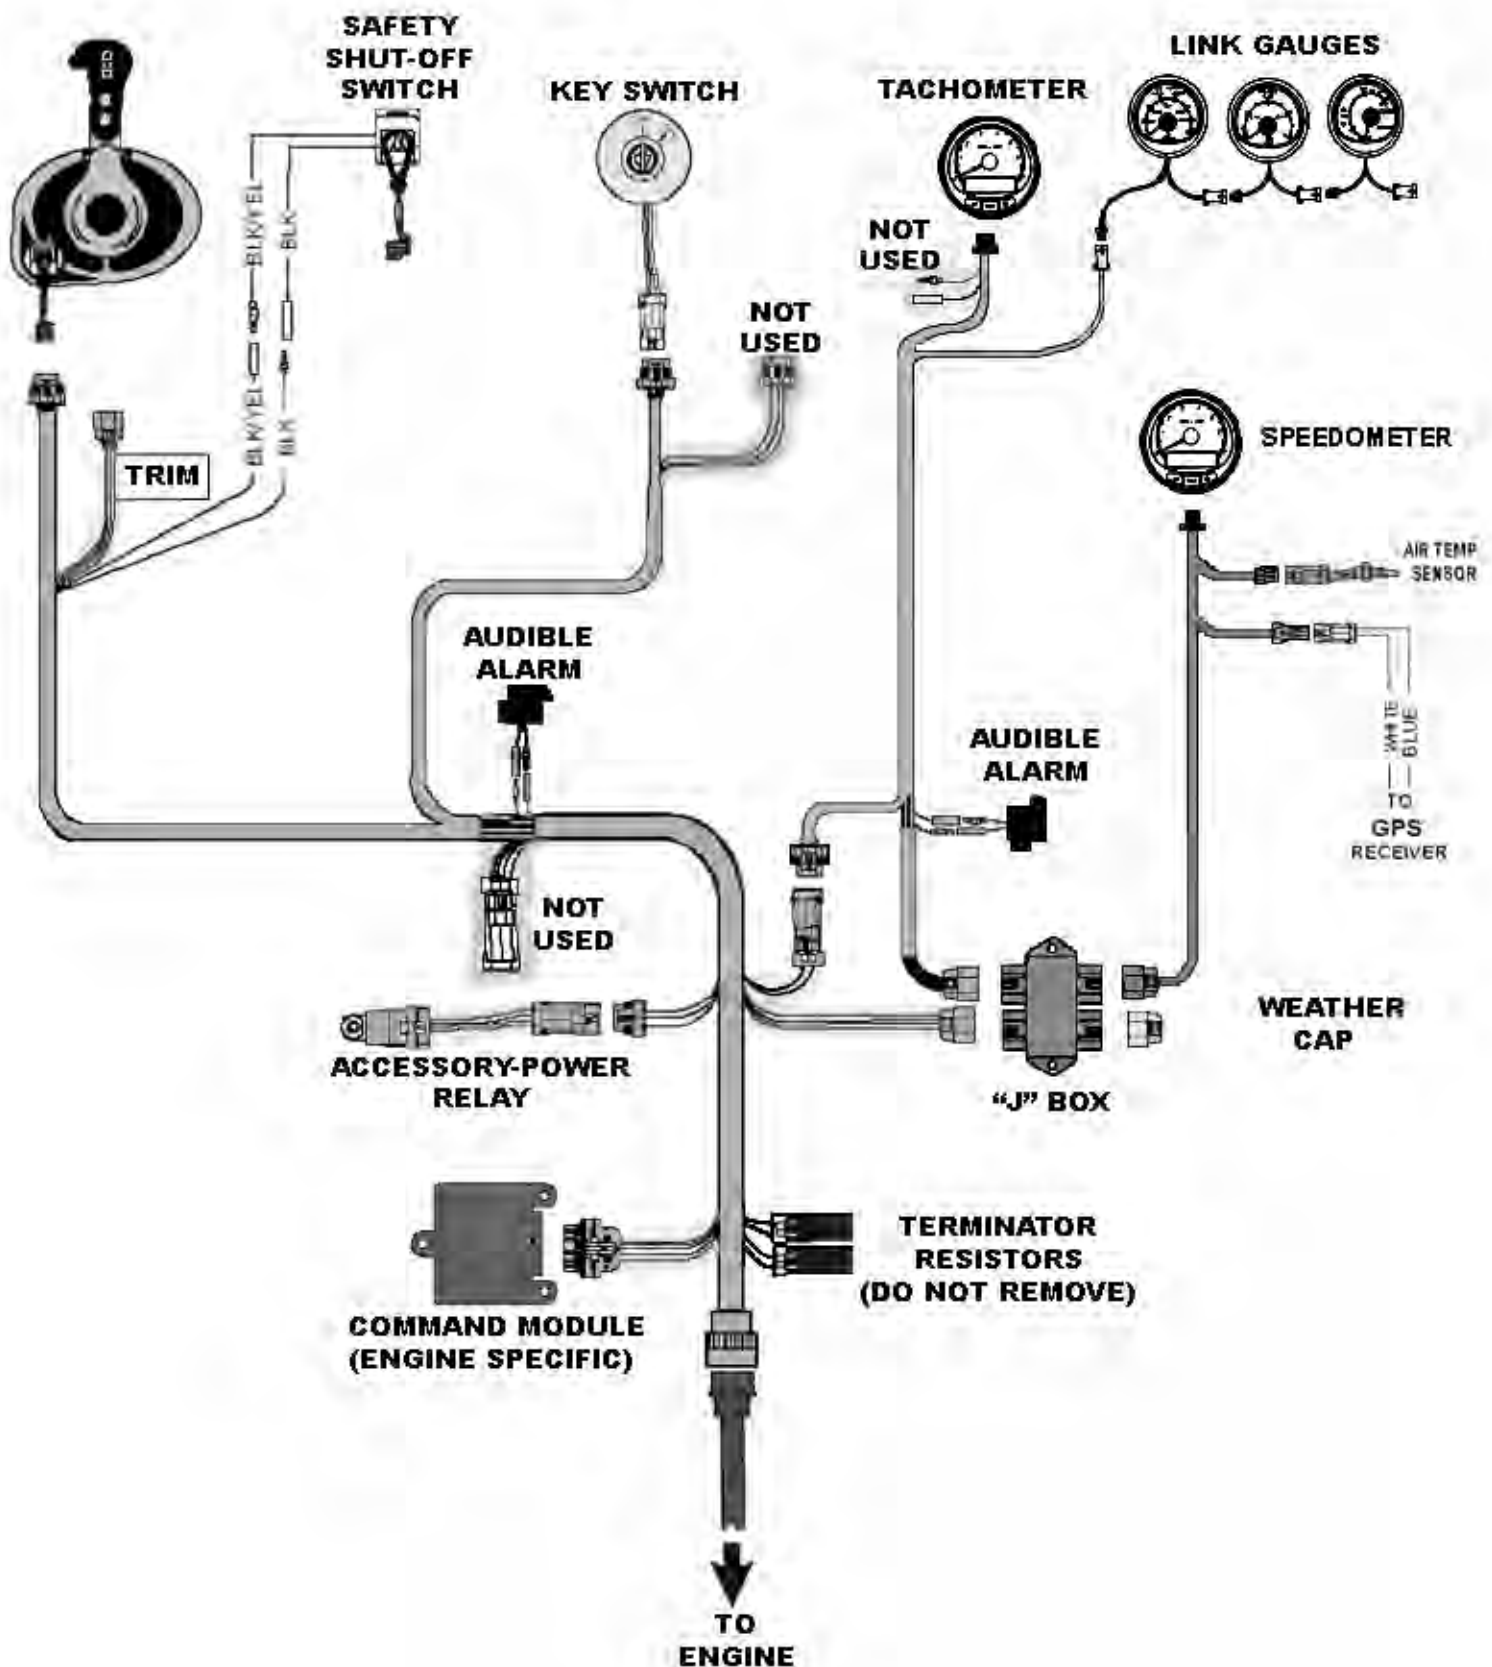 SAFETY
SHUT-OFF
SWITCH
KEY SWITCH
TACHOMETER
LINK GAUGES
BLK/YEL
BLK
BLK/YEL
BLK
TRIM
NOT
USED
NOT
USED
SPEEDOMETER
AIR TEMP
SENSOR
WHITE
BLUE
TO
GPS
RECEIVER
AUDIBLE
ALARM
AUDIBLE
ALARM
NOT
USED
ACCESSORY-POWER
RELAY
WEATHER
CAP
“J” BOX
COMMAND MODULE
(ENGINE SPECIFIC)
TERMINATOR
RESISTORS
(DO NOT REMOVE)
TO
ENGINE